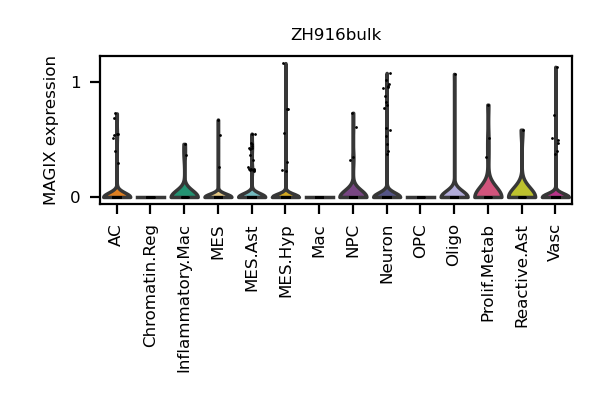 ZH916bulk
MAGIX expression
1
0
AC
Chromatin.Reg
Inflammatory.Mac
MES
MES.Ast
MES.Hyp
Mac
NPC
Neuron
OPC
Oligo
Prolif.Metab
Reactive.Ast
Vasc